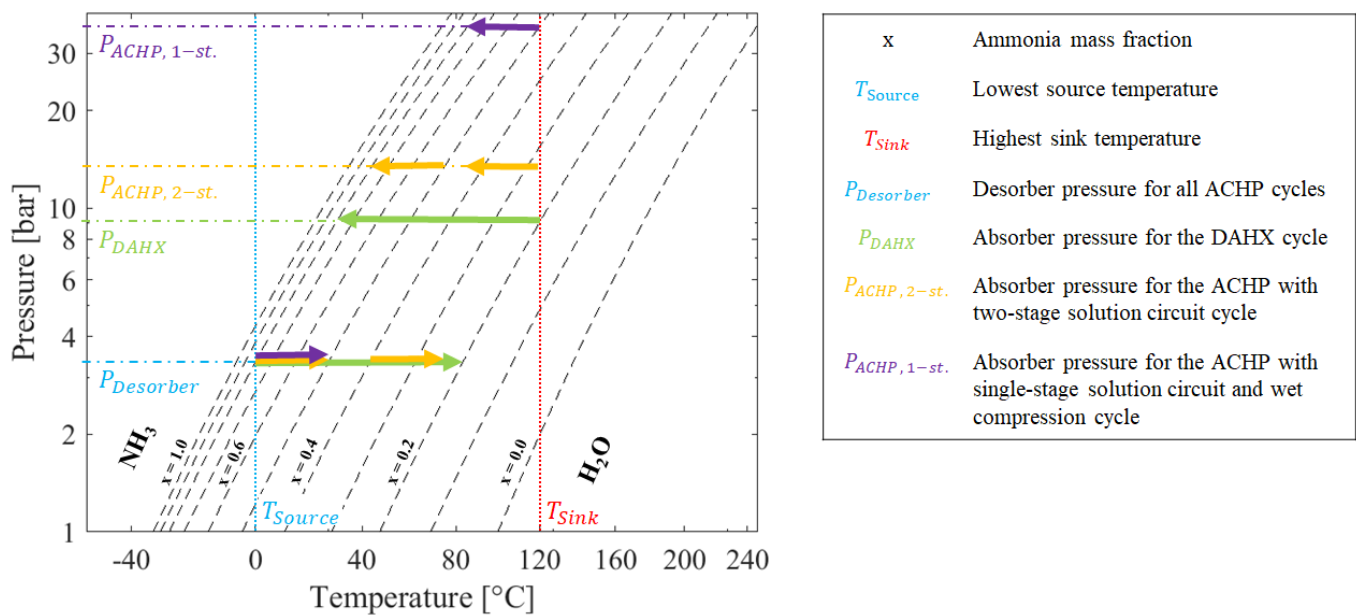 Pressure [bar]
30
20
10
8
6
4
2
1
P_ACHP, 1−st.
P_ACHP, 2−st.
P_DAHX
P_Desorber
NH₃
x = 1.0
x = 0.6
x = 0.4
x = 0.2
x = 0.0
H₂O
T_Source
T_Sink
-40 0 40 80 120 160 200 240
Temperature [°C]
x Ammonia mass fraction
T_Source Lowest source temperature
T_Sink Highest sink temperature
P_Desorber Desorber pressure for all ACHP cycles
P_DAHX Absorber pressure for the DAHX cycle
P_ACHP, 2−st. Absorber pressure for the ACHP with
two-stage solution circuit cycle
P_ACHP, 1−st. Absorber pressure for the ACHP with
single-stage solution circuit and wet
compression cycle